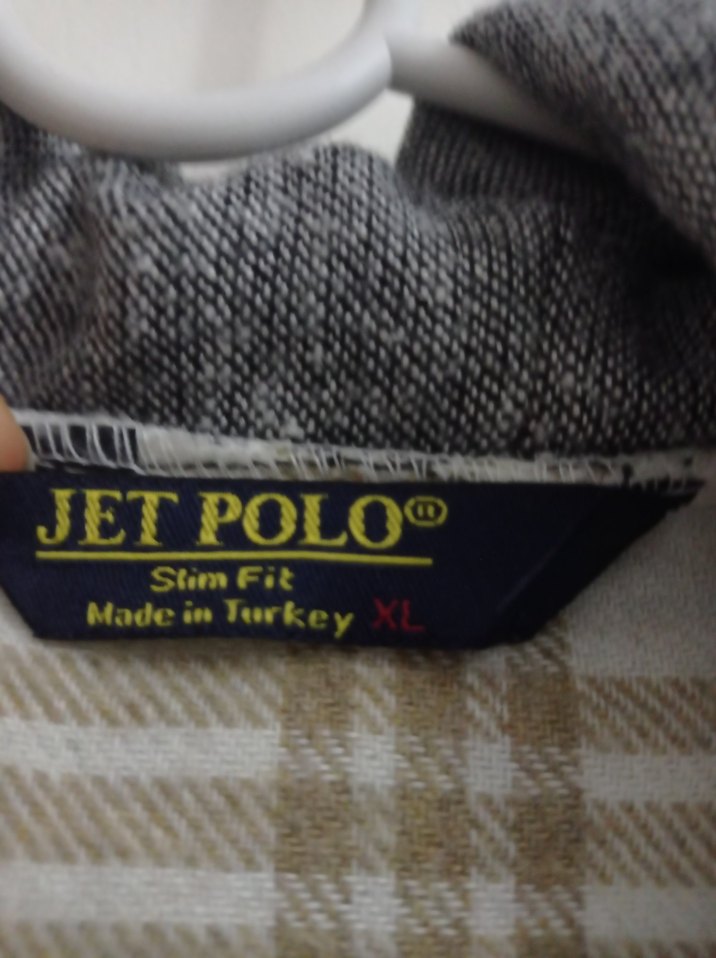 JET POLO®
Slim Fit
Made in Turkey XL